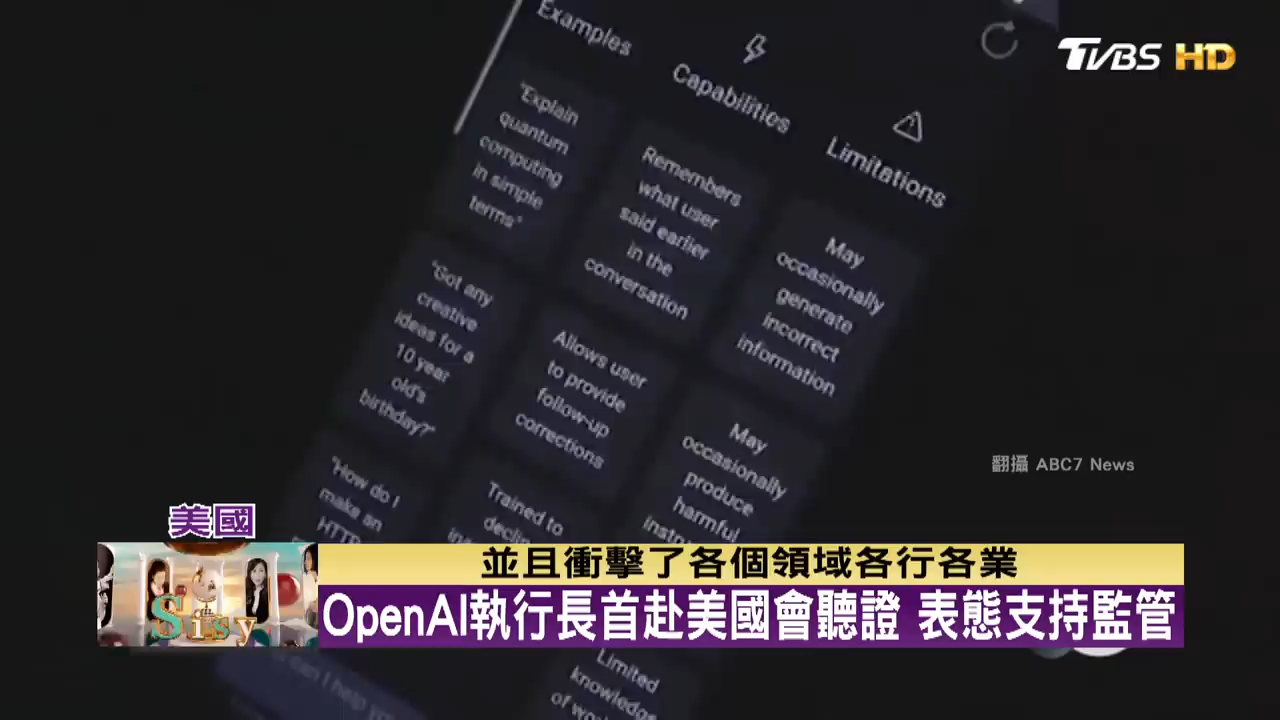 TVBS HD
Examples
Capabilities
Limitations
"Explain
quantum
computing
in simple
terms"
Remembers
what user
said earlier
in the
conversation
May
occasionally
generate
incorrect
information
"Got any
creative
ideas for a
10 year
old's
birthday?"
Allows user
to provide
follow-up
corrections
May
occasionally
produce
harmful
"How do I
make an
HTTP
Trained to
Limited
knowledge
翻攝 ABC7 News
美國
Sisy
並且衝擊了各個領域各行各業
OpenAI執行長首赴美國會聽證 表態支持監管